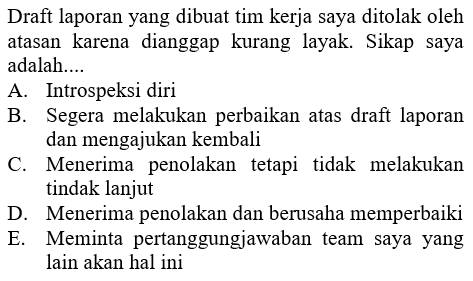 Draft laporan yang dibuat tim kerja saya ditolak oleh
atasan karena dianggap kurang layak. Sikap saya
adalah....
A. Introspeksi diri
B. Segera melakukan perbaikan atas draft laporan
dan mengajukan kembali
C. Menerima penolakan tetapi tidak melakukan
tindak lanjut
D. Menerima penolakan dan berusaha memperbaiki
E. Meminta pertanggungjawaban team saya yang
lain akan hal ini